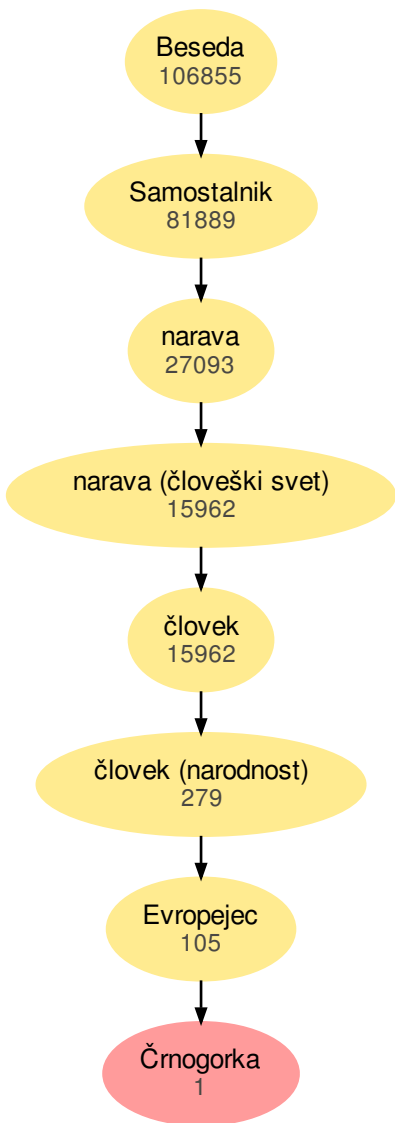 Beseda
106855
Samostalnik
81889
narava
27093
narava (človeški svet)
15962
človek
15962
človek (narodnost)
279
Evropejec
105
Črnogorka
1